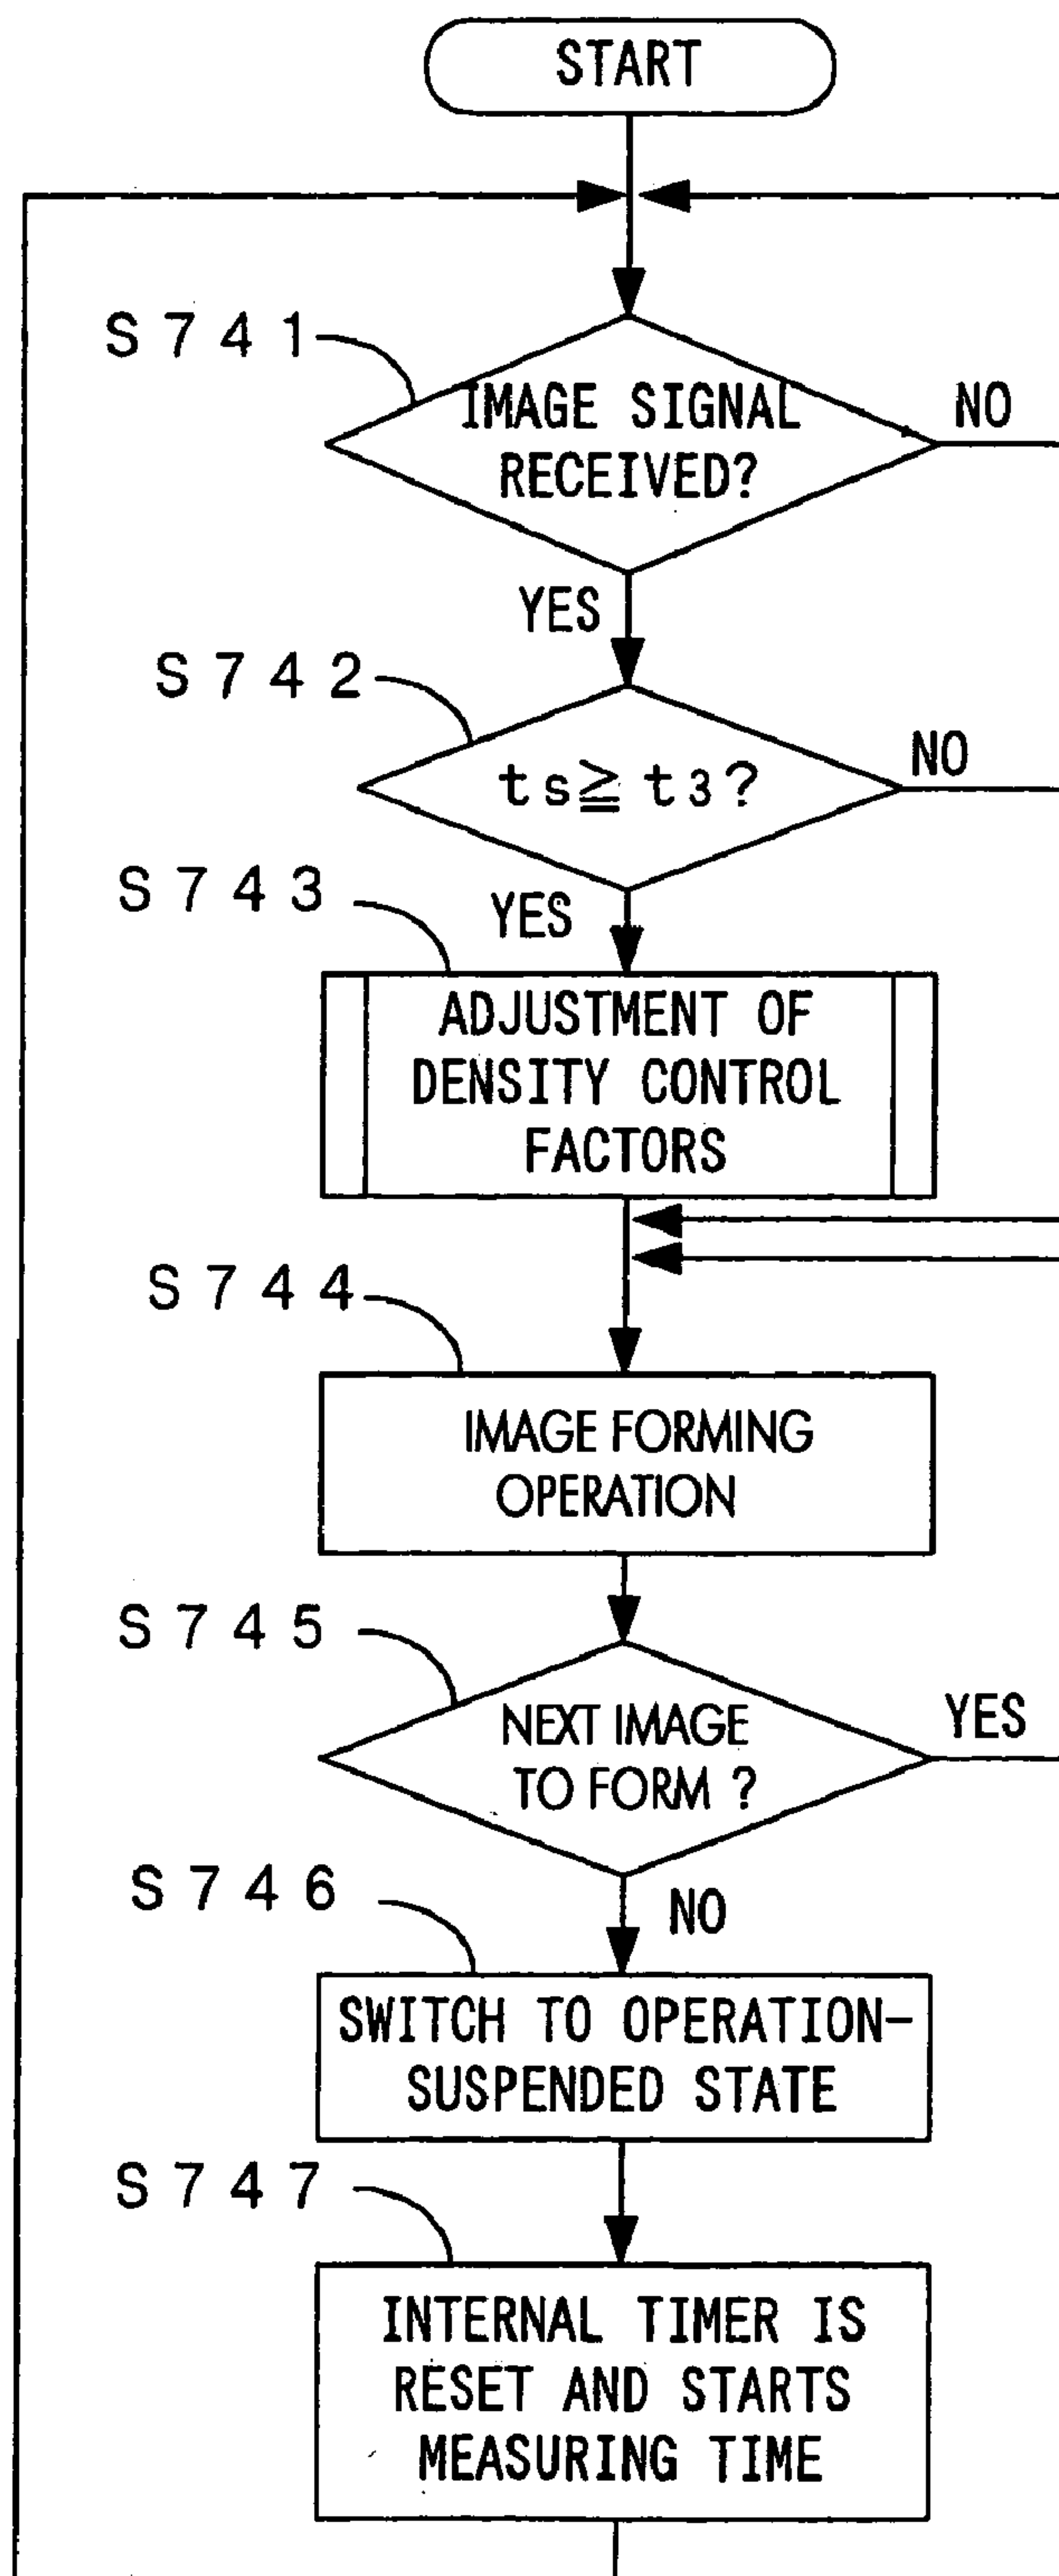 START
S741
IMAGE SIGNAL
RECEIVED?
NO
YES
S742
ts≧t3?
NO
YES
S743
ADJUSTMENT OF
DENSITY CONTROL
FACTORS
S744
IMAGE FORMING
OPERATION
S745
NEXT IMAGE
TO FORM ?
YES
NO
S746
SWITCH TO OPERATION-
SUSPENDED STATE
S747
INTERNAL TIMER IS
RESET AND STARTS
MEASURING TIME